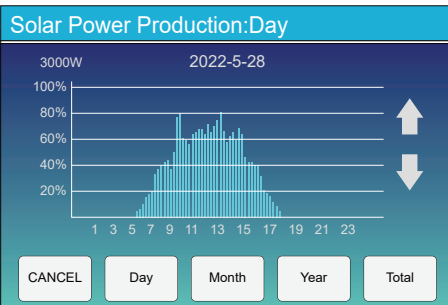 Solar Power Production:Day
3000W 2022-5-28
100%
80%
60%
40%
20%
1 3 5 7 9 11 13 15 17 19 21 23
CANCEL Day Month Year Total